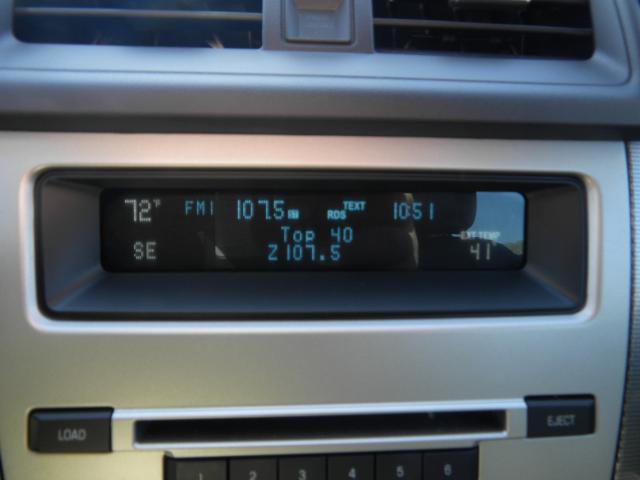 72°F FM1 107.5 ST RDS TEXT 10:51
Top 40
EXT TEMP
SE Z107.5 41
LOAD EJECT
1 2 3 4 5 6